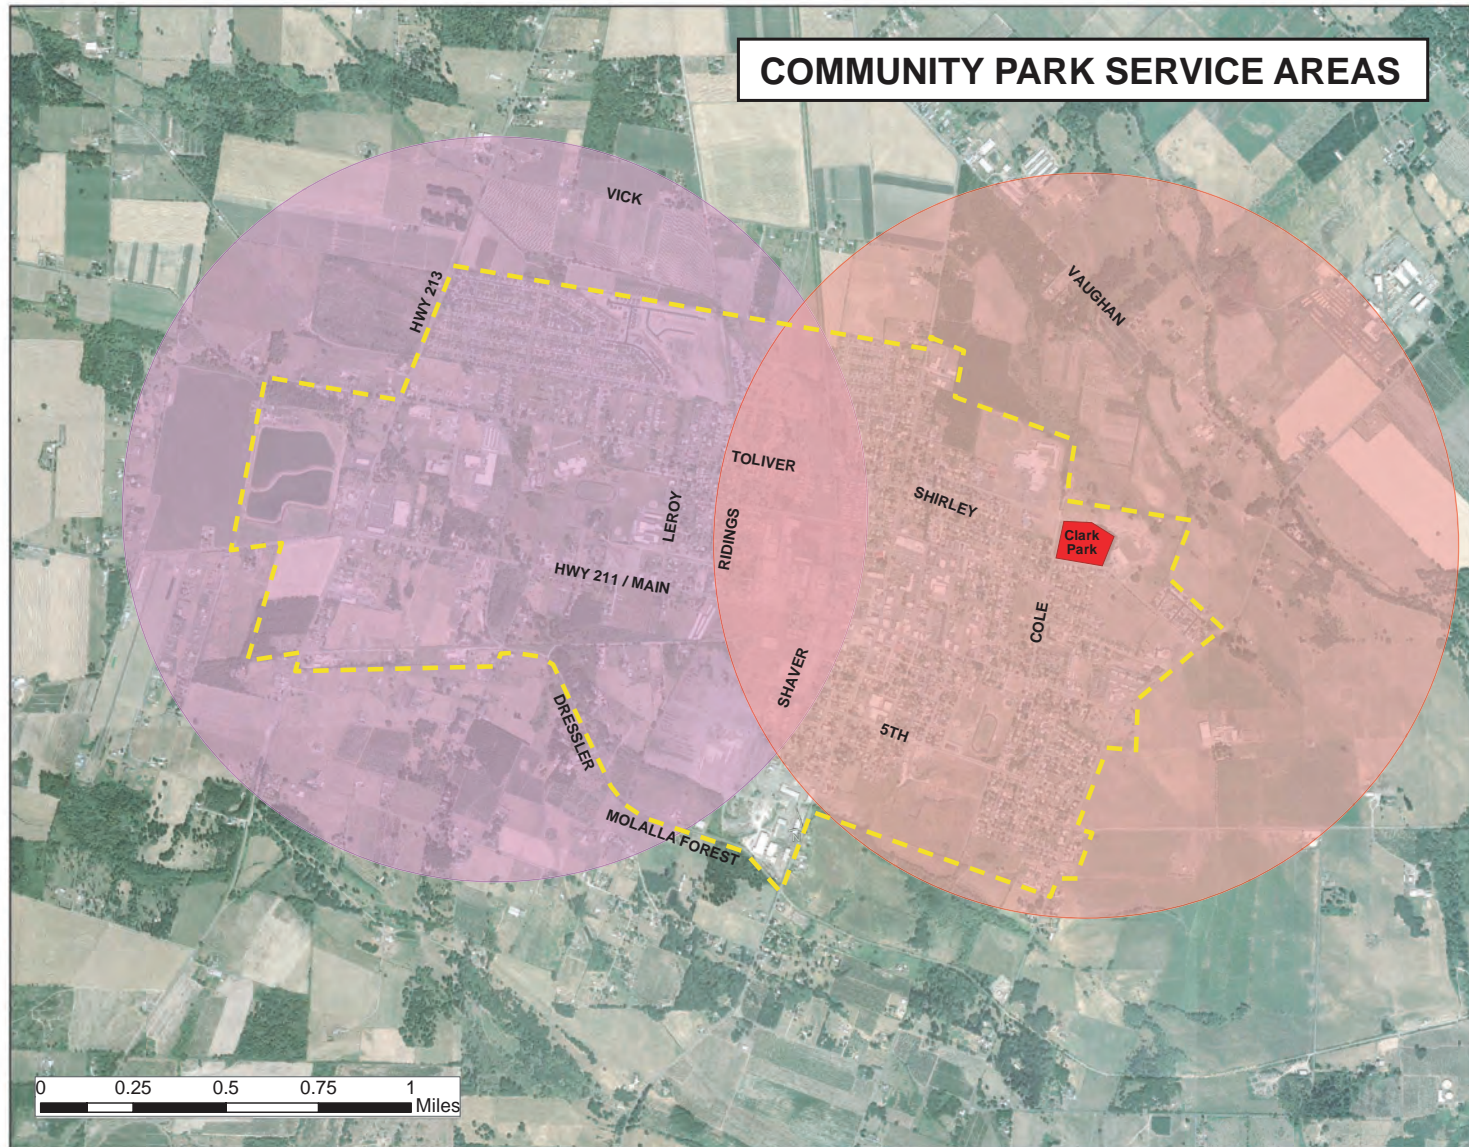 COMMUNITY PARK SERVICE AREAS
VICK
HWY 213
VAUGHAN
TOLIVER
SHIRLEY
LEROY
RIDINGS
Clark
Park
HWY 211 / MAIN
COLE
SHAVER
DRESSLER
5TH
MOLALLA FOREST
0 0.25 0.5 0.75 1
Miles